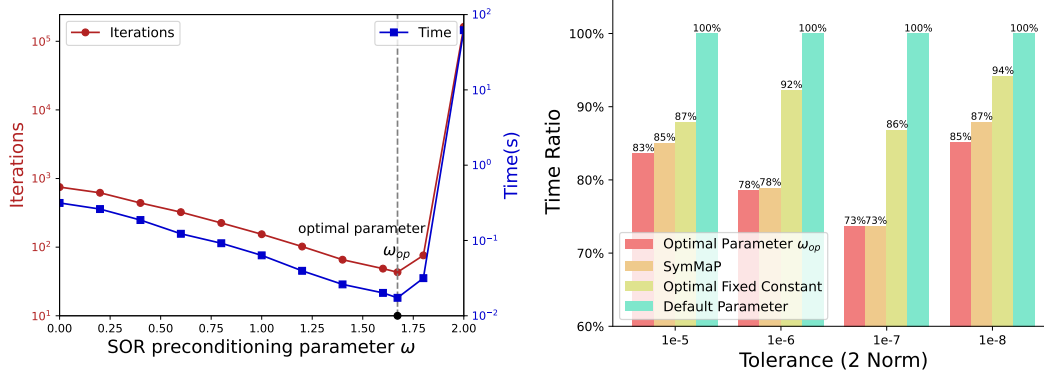 Iterations
Time
10^5
10^4
10^3
10^2
10^1
Iterations
10^2
10^1
10^0
10^-1
10^-2
Time(s)
optimal parameter
ω_op
0.00 0.25 0.50 0.75 1.00 1.25 1.50 1.75 2.00
SOR preconditioning parameter ω
Time Ratio
100%
90%
80%
70%
60%
83% 85% 87% 100%
78% 78% 92% 100%
73% 73% 86% 100%
85% 87% 94% 100%
Optimal Parameter ω_op
SymMaP
Optimal Fixed Constant
Default Parameter
1e-5 1e-6 1e-7 1e-8
Tolerance (2 Norm)